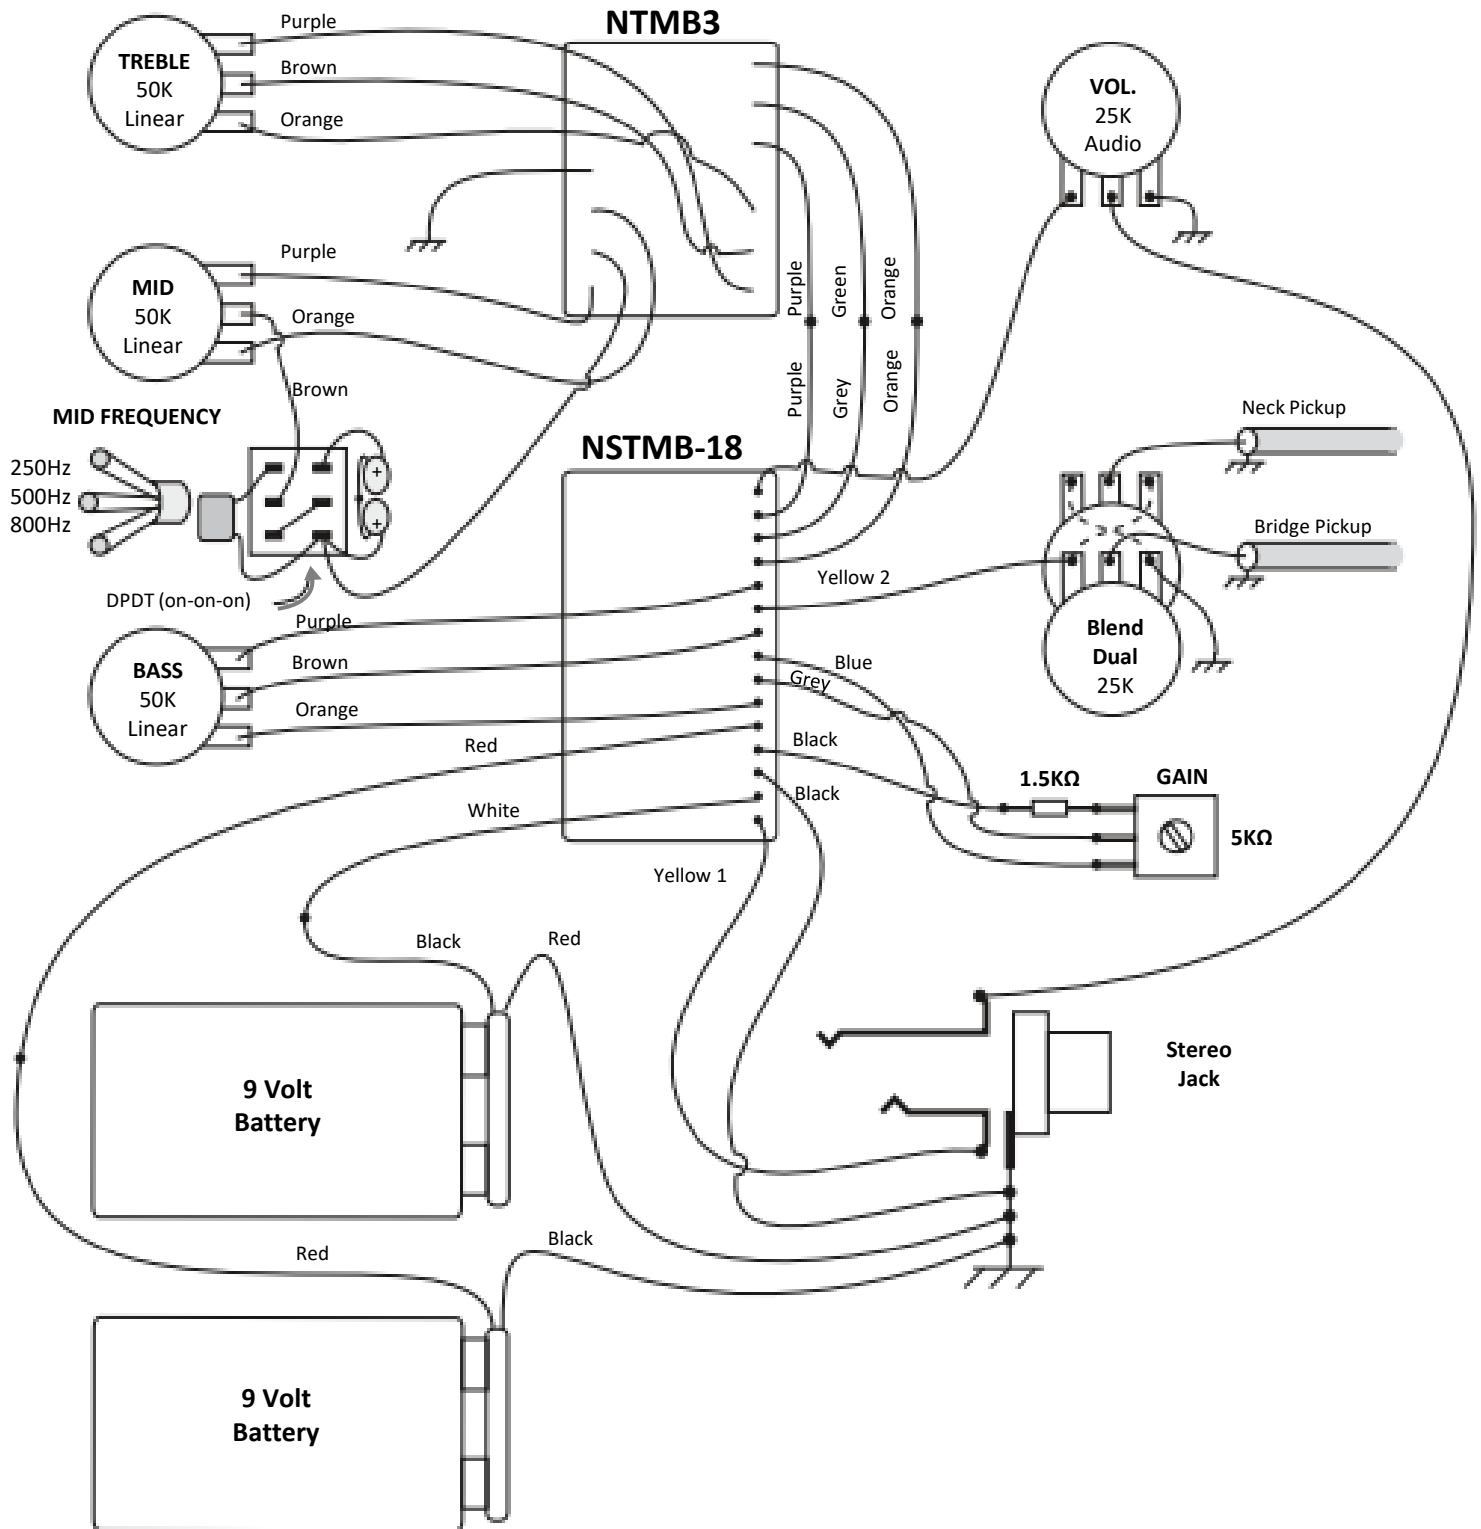 NTMB3
Purple
TREBLE
50K
Linear
Brown
Orange
VOL.
25K
Audio
Purple
MID
50K
Linear
Orange
Brown
Purple
Green
Orange
Purple
Grey
Orange
MID FREQUENCY
250Hz
500Hz
800Hz
+
+
DPDT (on-on-on)
NSTMB-18
Neck Pickup
Bridge Pickup
Yellow 2
Blend
Dual
25K
Purple
BASS
50K
Linear
Brown
Orange
Blue
Grey
Red
Black
Black
White
1.5KΩ
GAIN
5KΩ
Yellow 1
Black
Red
9 Volt
Battery
Stereo
Jack
Red
Black
9 Volt
Battery